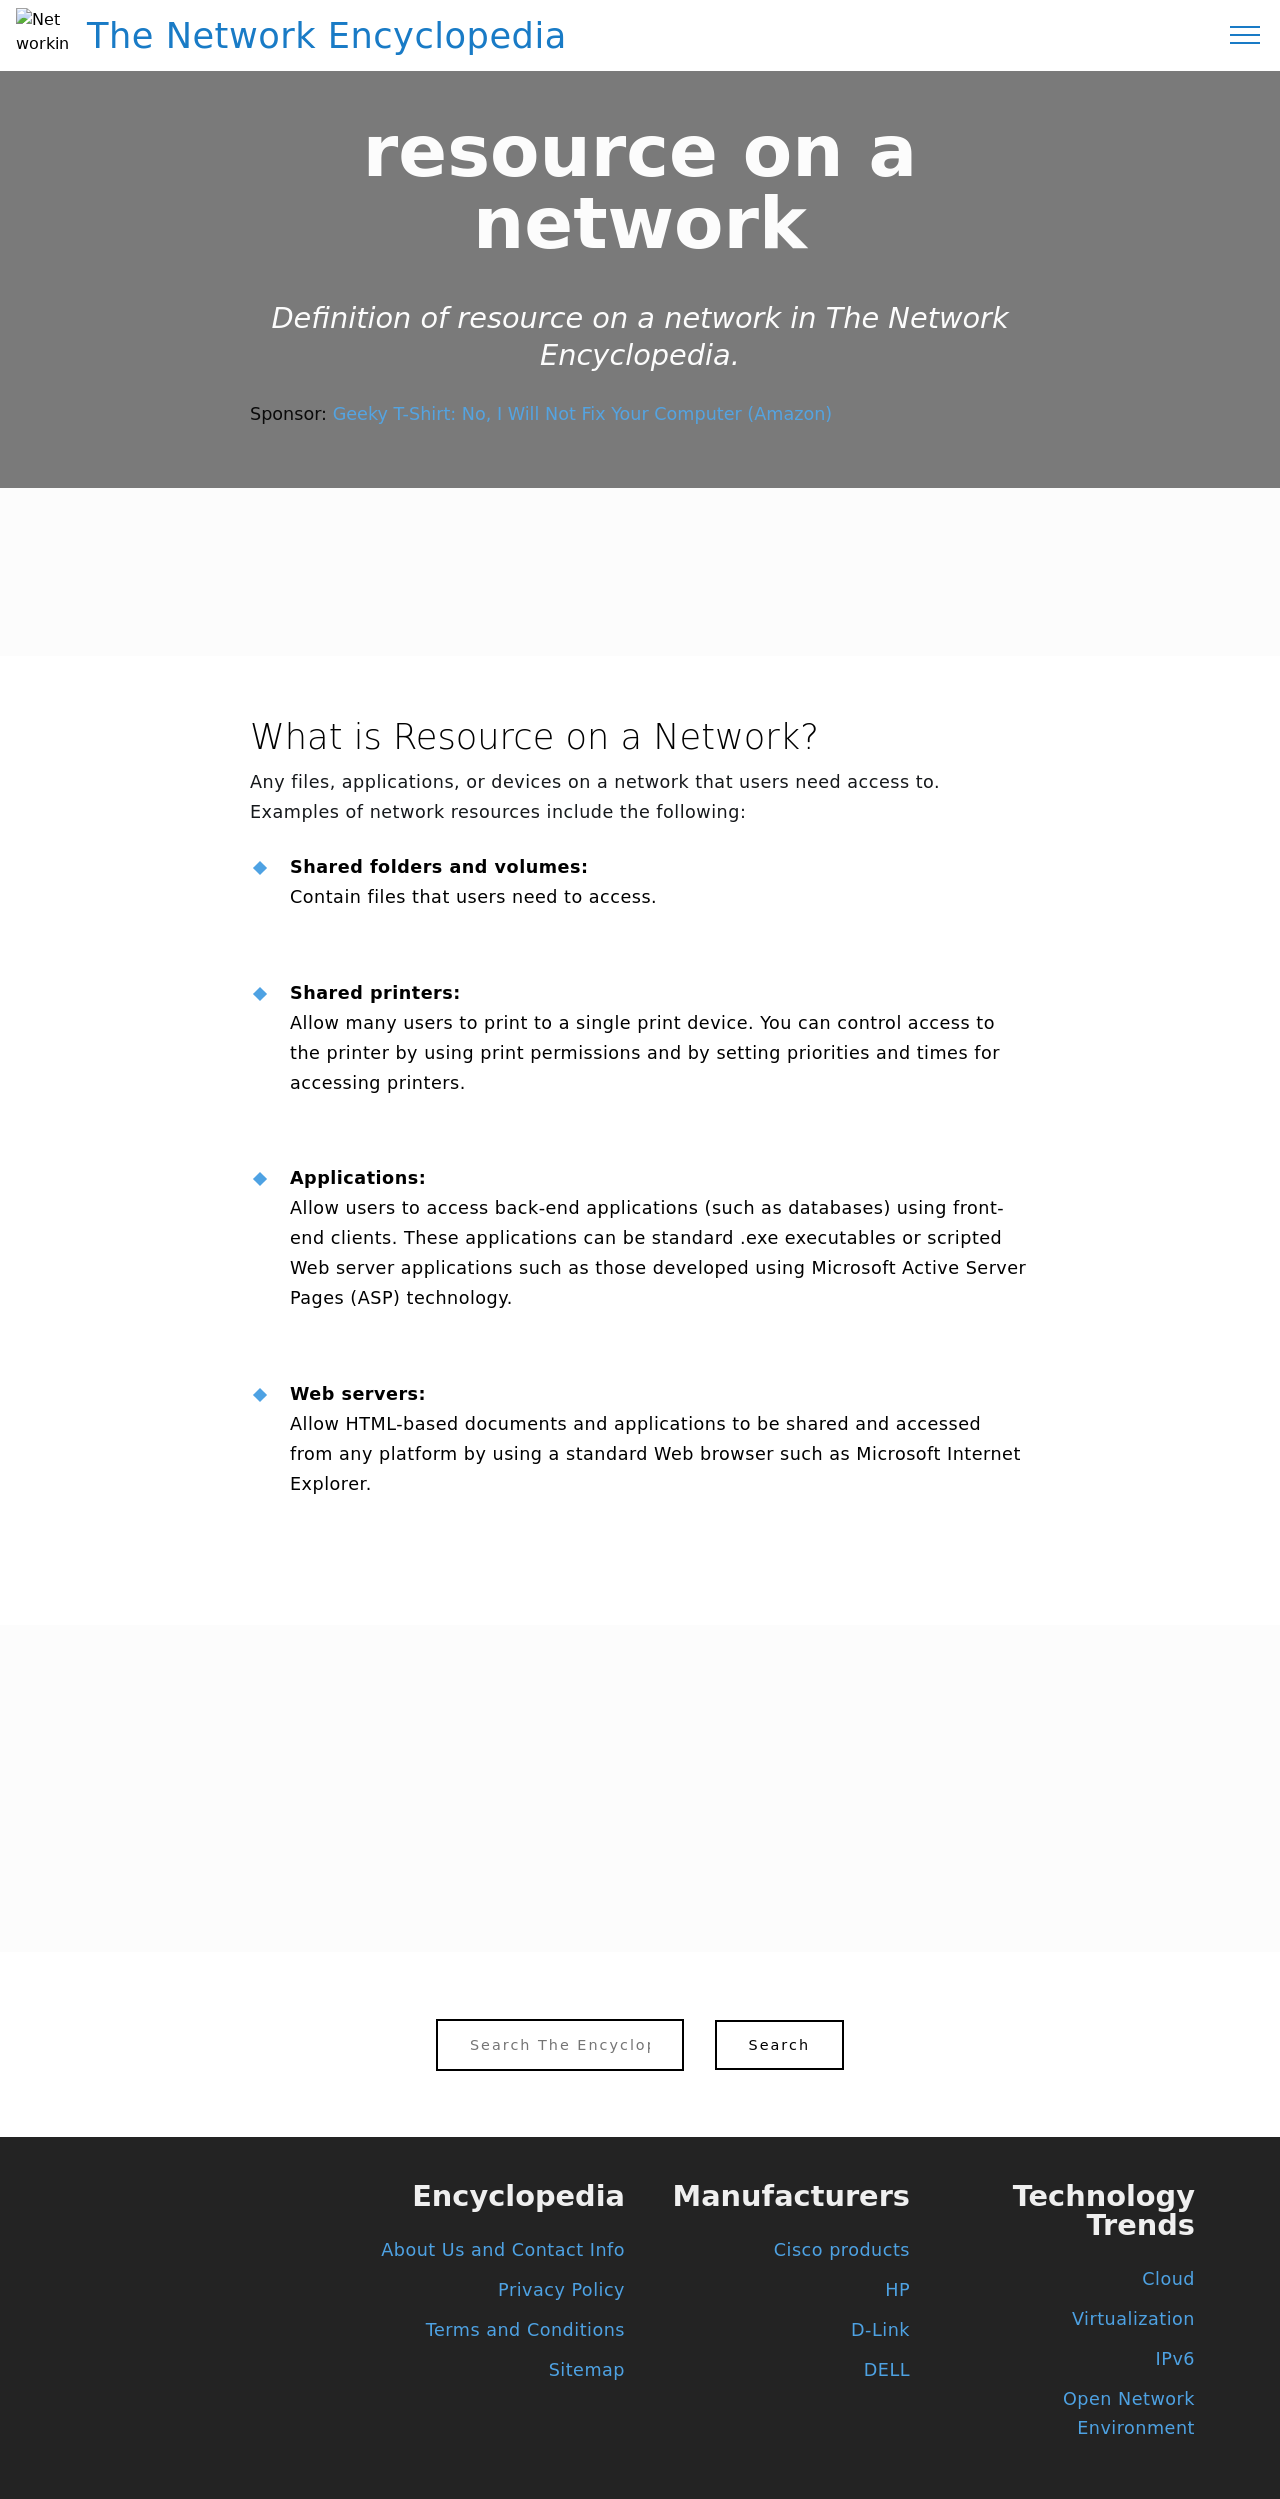 Net
workin
The Network Encyclopedia
resource on a
network
Definition of resource on a network in The Network
Encyclopedia.
Sponsor: Geeky T-Shirt: No, I Will Not Fix Your Computer (Amazon)
What is Resource on a Network?
Any files, applications, or devices on a network that users need access to.
Examples of network resources include the following:
Shared folders and volumes:
Contain files that users need to access.
Shared printers:
Allow many users to print to a single print device. You can control access to
the printer by using print permissions and by setting priorities and times for
accessing printers.
Applications:
Allow users to access back-end applications (such as databases) using front-
end clients. These applications can be standard .exe executables or scripted
Web server applications such as those developed using Microsoft Active Server
Pages (ASP) technology.
Web servers:
Allow HTML-based documents and applications to be shared and accessed
from any platform by using a standard Web browser such as Microsoft Internet
Explorer.
Search The Encyclop
Search
Encyclopedia
About Us and Contact Info
Privacy Policy
Terms and Conditions
Sitemap
Manufacturers
Cisco products
HP
D-Link
DELL
Technology
Trends
Cloud
Virtualization
IPv6
Open Network
Environment